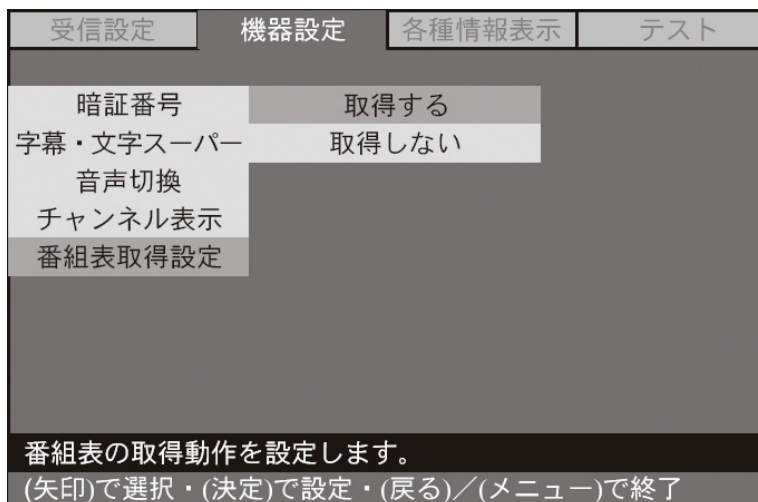 受信設定 機器設定 各種情報表示 テスト
暗証番号 取得する
字幕・文字スーパー 取得しない
音声切換
チャンネル表示
番組表取得設定
番組表の取得動作を設定します。
(矢印)で選択・(決定)で設定・(戻る)／(メニュー)で終了